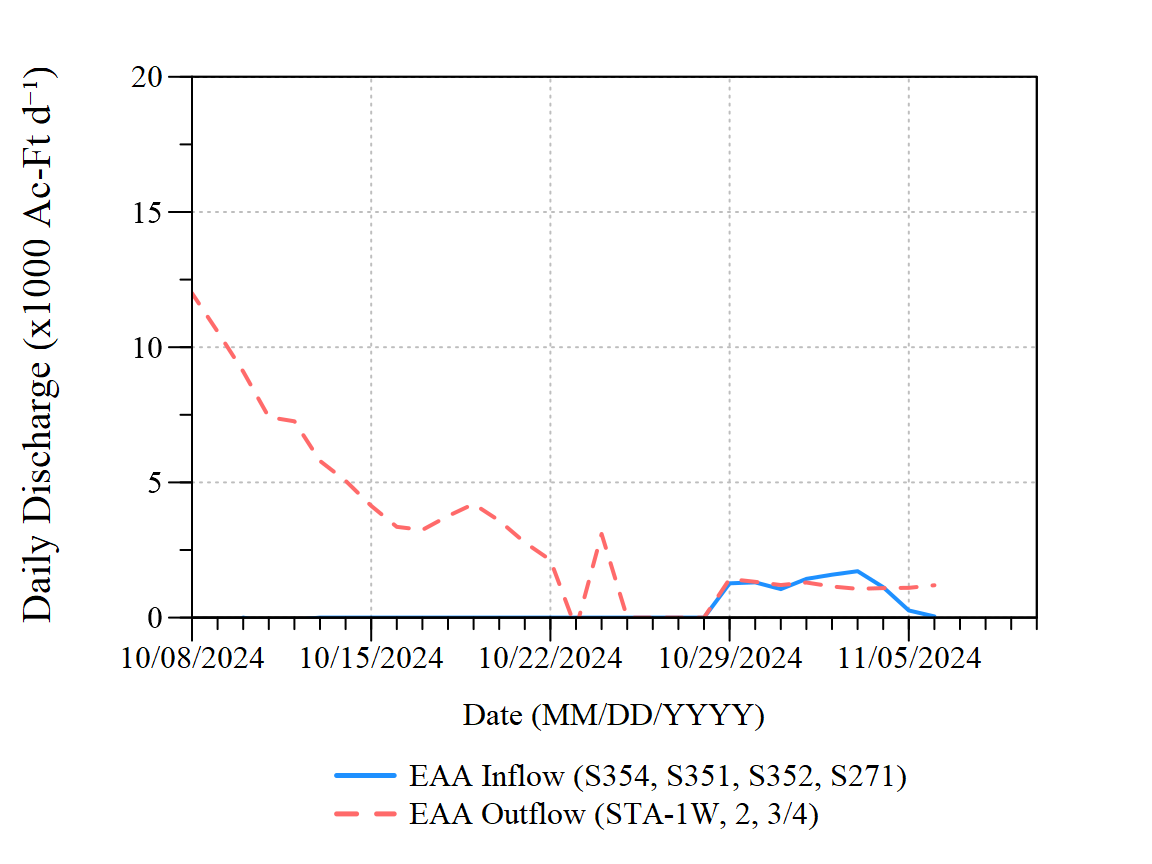 Daily Discharge (x1000 Ac-Ft d⁻¹)
20
15
10
5
0
10/08/2024 10/15/2024 10/22/2024 10/29/2024 11/05/2024
Date (MM/DD/YYYY)
EAA Inflow (S354, S351, S352, S271)
EAA Outflow (STA-1W, 2, 3/4)